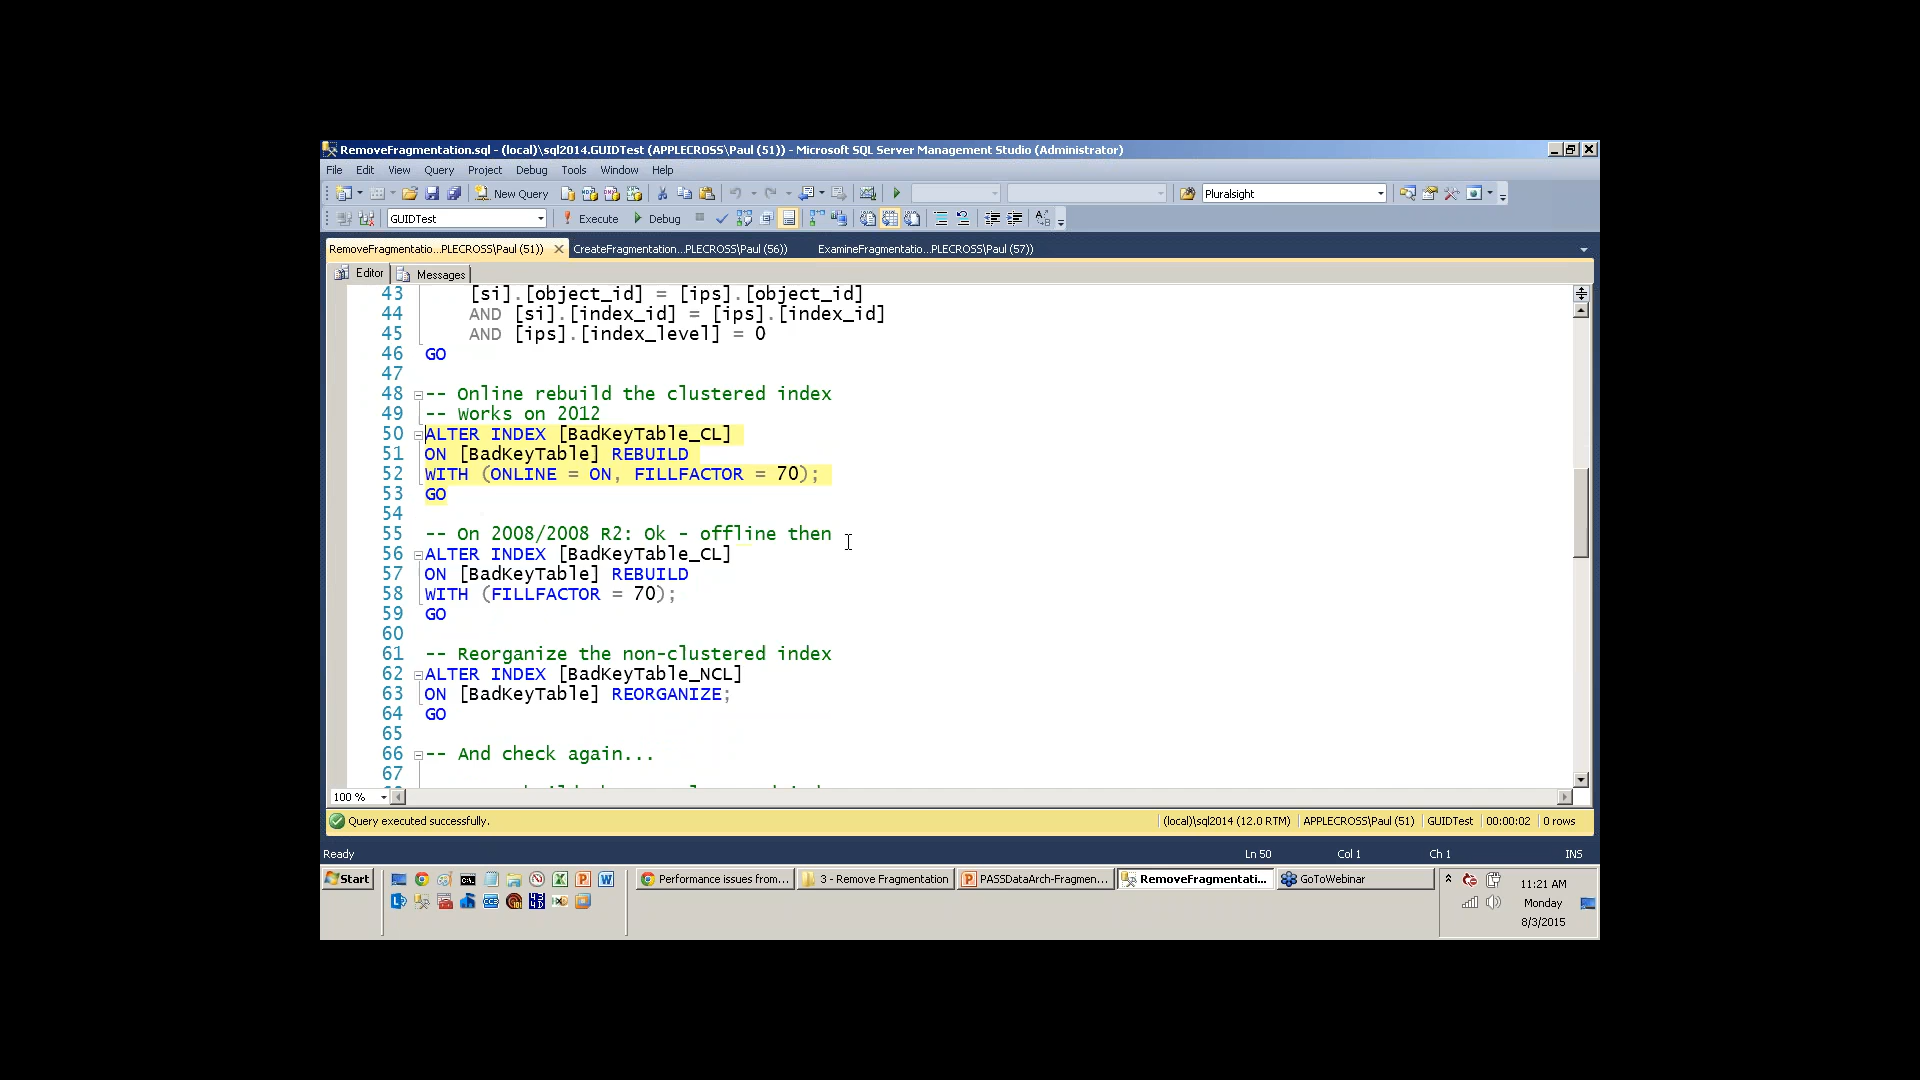 RemoveFragmentation.sql - (local)\sql2014.GUIDTest (APPLECROSS\Paul (51)) - Microsoft SQL Server Management Studio (Administrator)
File Edit View Query Project Debug Tools Window Help
New Query Pluralsight
GUIDTest Execute Debug
RemoveFragmentatio...PLECROSS\Paul (51)) CreateFragmentation...PLECROSS\Paul (56)) ExamineFragmentatio...PLECROSS\Paul (57))
Editor Messages
43 [si].[object_id] = [ips].[object_id]
44 AND [si].[index_id] = [ips].[index_id]
45 AND [ips].[index_level] = 0
46 GO
47
48 -- Online rebuild the clustered index
49 -- Works on 2012
50 ALTER INDEX [BadKeyTable_CL]
51 ON [BadKeyTable] REBUILD
52 WITH (ONLINE = ON, FILLFACTOR = 70);
53 GO
54
55 -- On 2008/2008 R2: Ok - offline then
56 ALTER INDEX [BadKeyTable_CL]
57 ON [BadKeyTable] REBUILD
58 WITH (FILLFACTOR = 70);
59 GO
60
61 -- Reorganize the non-clustered index
62 ALTER INDEX [BadKeyTable_NCL]
63 ON [BadKeyTable] REORGANIZE;
64 GO
65
66 -- And check again...
67
100 %
Query executed successfully. (local)\sql2014 (12.0 RTM) APPLECROSS\Paul (51) GUIDTest 00:00:02 0 rows
Ready Ln 50 Col 1 Ch 1 INS
Start Performance issues from... 3 - Remove Fragmentation PASSDataArch-Fragmen... RemoveFragmentati... GoToWebinar
11:21 AM
Monday
8/3/2015